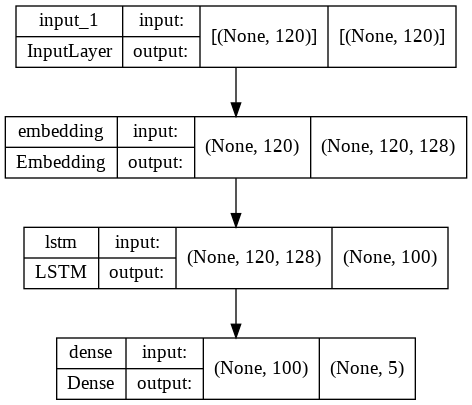 input_1 input: [(None, 120)] [(None, 120)]
InputLayer output:
embedding input: (None, 120) (None, 120, 128)
Embedding output:
lstm input: (None, 120, 128) (None, 100)
LSTM output:
dense input: (None, 100) (None, 5)
Dense output: